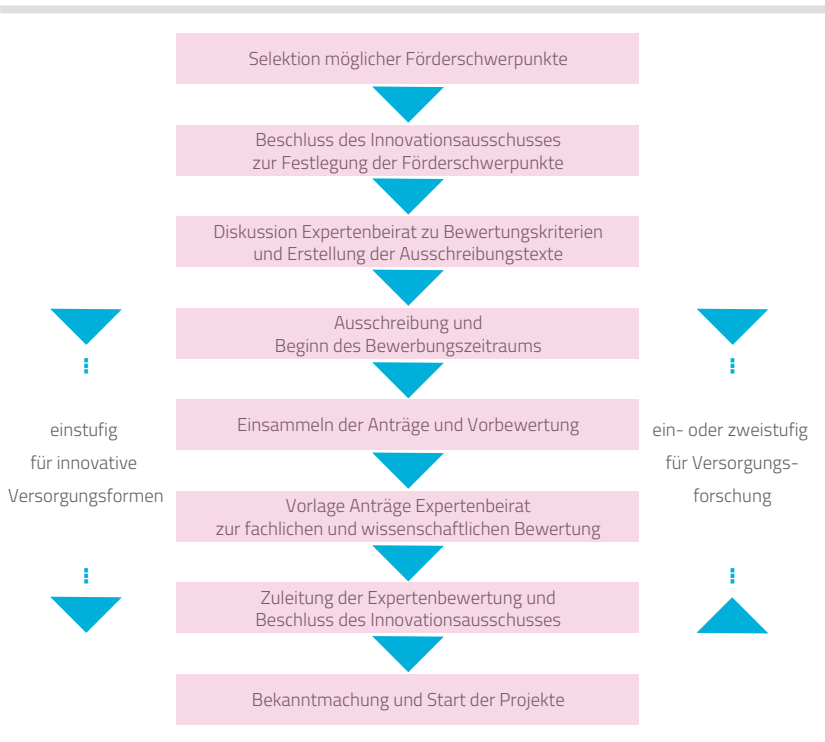 Selektion möglicher Förderschwerpunkte
Beschluss des Innovationsausschusses
zur Festlegung der Förderschwerpunkte
Diskussion Expertenbeirat zu Bewertungskriterien
und Erstellung der Ausschreibungstexte
Ausschreibung und
Beginn des Bewerbungszeitraums
Einsammeln der Anträge und Vorbewertung
Vorlage Anträge Expertenbeirat
zur fachlichen und wissenschaftlichen Bewertung
Zuleitung der Expertenbewertung und
Beschluss des Innovationsausschusses
Bekanntmachung und Start der Projekte
einstufig
für innovative
Versorgungsformen
ein- oder zweistufig
für Versorgungs-
forschung